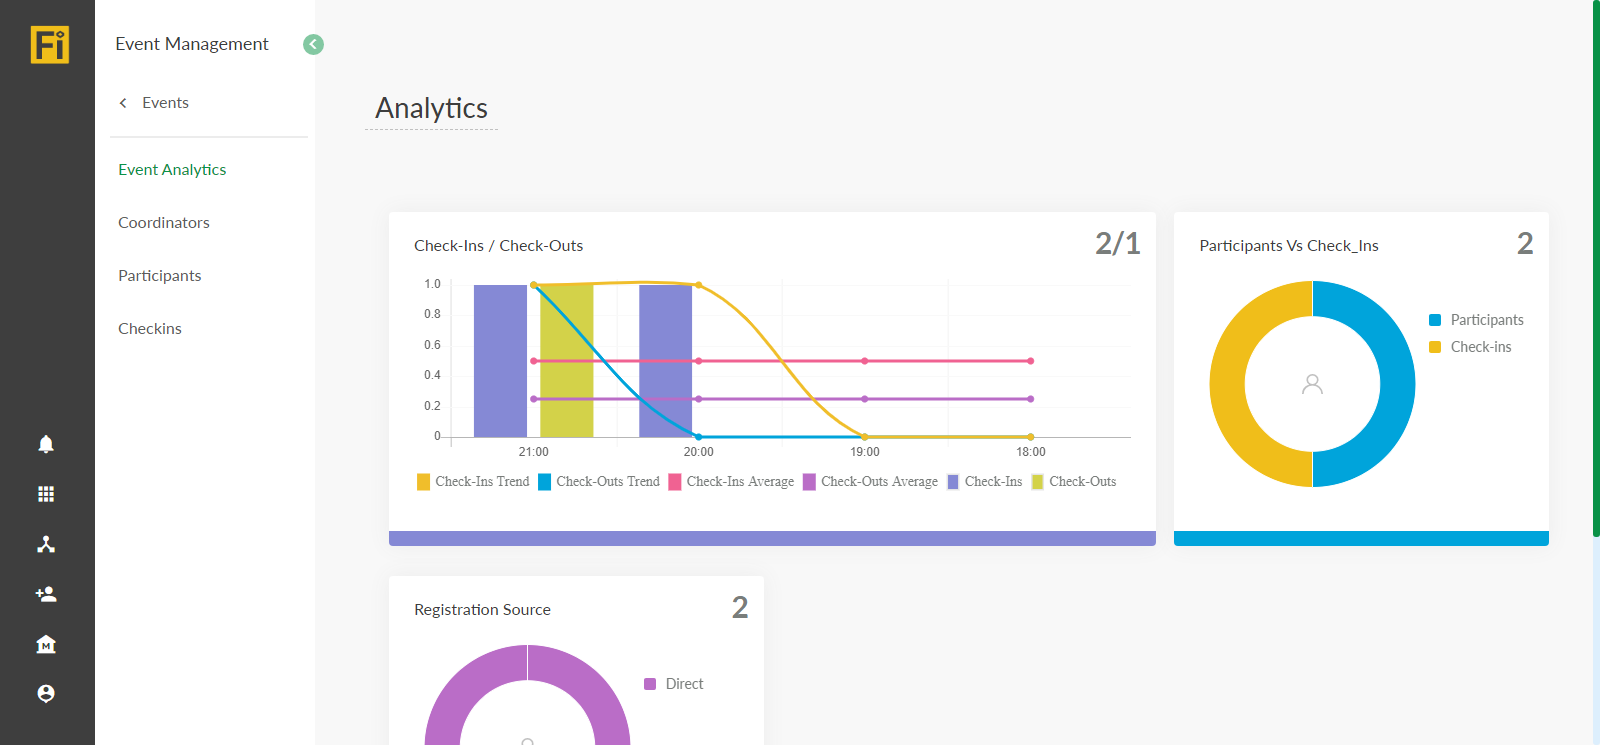 Fi
Event Management
Events
Event Analytics
Coordinators
Participants
Checkins
Analytics
Check-Ins / Check-Outs
2/1
1.0
0.8
0.6
0.4
0.2
0
21:00 20:00 19:00 18:00
Check-Ins Trend Check-Outs Trend Check-Ins Average Check-Outs Average Check-Ins Check-Outs
Participants Vs Check_Ins
2
Participants
Check-ins
Registration Source
2
Direct
M